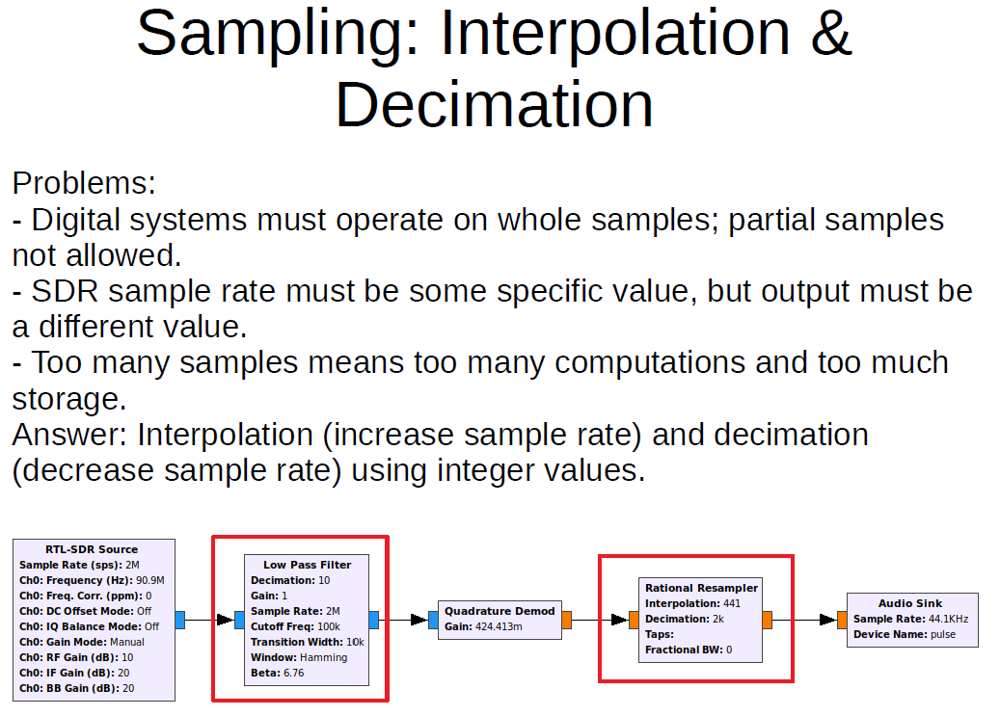 Sampling: Interpolation &
Decimation
Problems:
- Digital systems must operate on whole samples; partial samples
not allowed.
- SDR sample rate must be some specific value, but output must be
a different value.
- Too many samples means too many computations and too much
storage.
Answer: Interpolation (increase sample rate) and decimation
(decrease sample rate) using integer values.
RTL-SDR Source
Sample Rate (sps): 2M
Ch0: Frequency (Hz): 90.9M
Ch0: Freq. Corr. (ppm): 0
Ch0: DC Offset Mode: Off
Ch0: IQ Balance Mode: Off
Ch0: Gain Mode: Manual
Ch0: RF Gain (dB): 10
Ch0: IF Gain (dB): 20
Ch0: BB Gain (dB): 20
Low Pass Filter
Decimation: 10
Gain: 1
Sample Rate: 2M
Cutoff Freq: 100k
Transition Width: 10k
Window: Hamming
Beta: 6.76
Quadrature Demod
Gain: 424.413m
Rational Resampler
Interpolation: 441
Decimation: 2k
Taps:
Fractional BW: 0
Audio Sink
Sample Rate: 44.1KHz
Device Name: pulse